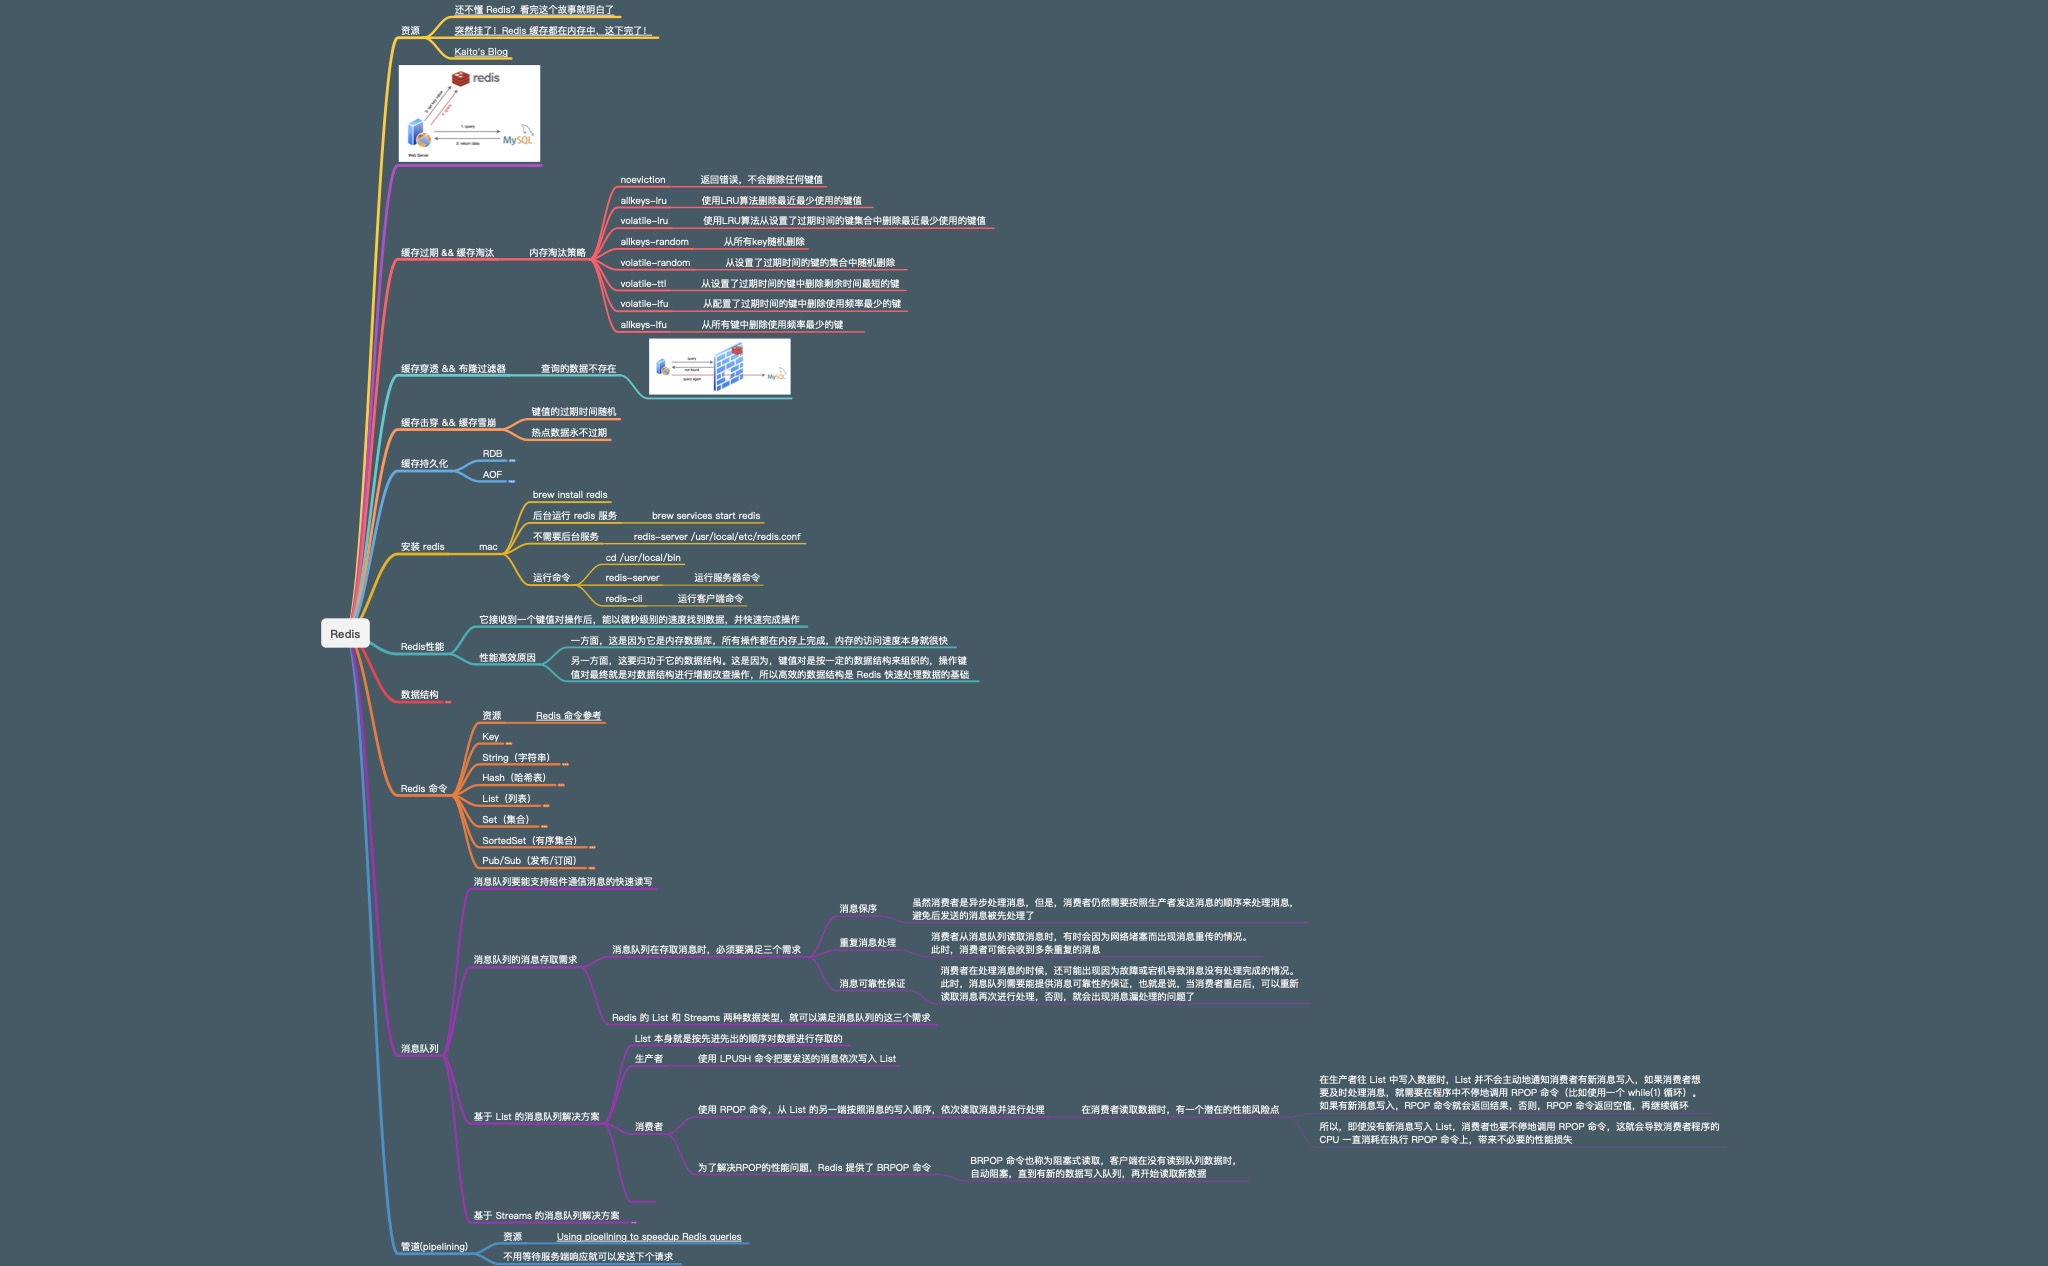 还不懂 Redis？看完这个故事就明白了
资源
突然挂了！Redis 缓存都在内存中，这下完了！
Kaito's Blog
redis
3: set key value
4: query
1: query
2: return data
MySQL
Web Server
noeviction
返回错误，不会删除任何键值
allkeys-lru
使用LRU算法删除最近最少使用的键值
volatile-lru
使用LRU算法从设置了过期时间的键集合中删除最近最少使用的键值
allkeys-random
从所有key随机删除
缓存过期 && 缓存淘汰
内存淘汰策略
volatile-random
从设置了过期时间的键的集合中随机删除
volatile-ttl
从设置了过期时间的键中删除剩余时间最短的键
volatile-lfu
从配置了过期时间的键中删除使用频率最少的键
allkeys-lfu
从所有键中删除使用频率最少的键
缓存穿透 && 布隆过滤器
查询的数据不存在
query
not found
query again
MySQL
键值的过期时间随机
缓存击穿 && 缓存雪崩
热点数据永不过期
RDB
缓存持久化
AOF
brew install redis
后台运行 redis 服务
brew services start redis
不需要后台服务
redis-server /usr/local/etc/redis.conf
安装 redis
mac
cd /usr/local/bin
运行命令
redis-server
运行服务器命令
redis-cli
运行客户端命令
Redis
它接收到一个键值对操作后，能以微秒级别的速度找到数据，并快速完成操作
Redis性能
一方面，这是因为它是内存数据库，所有操作都在内存上完成，内存的访问速度本身就很快
性能高效原因
另一方面，这要归功于它的数据结构。这是因为，键值对是按一定的数据结构来组织的，操作键
值对最终就是对数据结构进行增删改查操作，所以高效的数据结构是 Redis 快速处理数据的基础
数据结构
资源
Redis 命令参考
Key
String（字符串）
Hash（哈希表）
Redis 命令
List（列表）
Set（集合）
SortedSet（有序集合）
Pub/Sub（发布/订阅）
消息队列要能支持组件通信消息的快速读写
消息保序
虽然消费者是异步处理消息，但是，消费者仍然需要按照生产者发送消息的顺序来处理消息，
避免后发送的消息被先处理了
消息队列的消息存取需求
消息队列在存取消息时，必须要满足三个需求
重复消息处理
消费者从消息队列读取消息时，有时会因为网络堵塞而出现消息重传的情况。
此时，消费者可能会收到多条重复的消息
消息可靠性保证
消费者在处理消息的时候，还可能出现因为故障或宕机导致消息没有处理完成的情况。
此时，消息队列需要能提供消息可靠性的保证，也就是说，当消费者重启后，可以重新
读取消息再次进行处理，否则，就会出现消息漏处理的问题了
Redis 的 List 和 Streams 两种数据类型，就可以满足消息队列的这三个需求
消息队列
List 本身就是按先进先出的顺序对数据进行存取的
生产者
使用 LPUSH 命令把要发送的消息依次写入 List
基于 List 的消息队列解决方案
消费者
使用 RPOP 命令，从 List 的另一端按照消息的写入顺序，依次读取消息并进行处理
在消费者读取数据时，有一个潜在的性能风险点
在生产者往 List 中写入数据时，List 并不会主动地通知消费者有新消息写入，如果消费者想
要及时处理消息，就需要在程序中不停地调用 RPOP 命令（比如使用一个 while(1) 循环）。
如果有新消息写入，RPOP 命令就会返回结果，否则，RPOP 命令返回空值，再继续循环
所以，即使没有新消息写入 List，消费者也要不停地调用 RPOP 命令，这就会导致消费者程序的
CPU 一直消耗在执行 RPOP 命令上，带来不必要的性能损失
为了解决RPOP的性能问题，Redis 提供了 BRPOP 命令
BRPOP 命令也称为阻塞式读取，客户端在没有读到队列数据时，
自动阻塞，直到有新的数据写入队列，再开始读取新数据
基于 Streams 的消息队列解决方案
管道(pipelining)
资源
Using pipelining to speedup Redis queries
不用等待服务端响应就可以发送下个请求